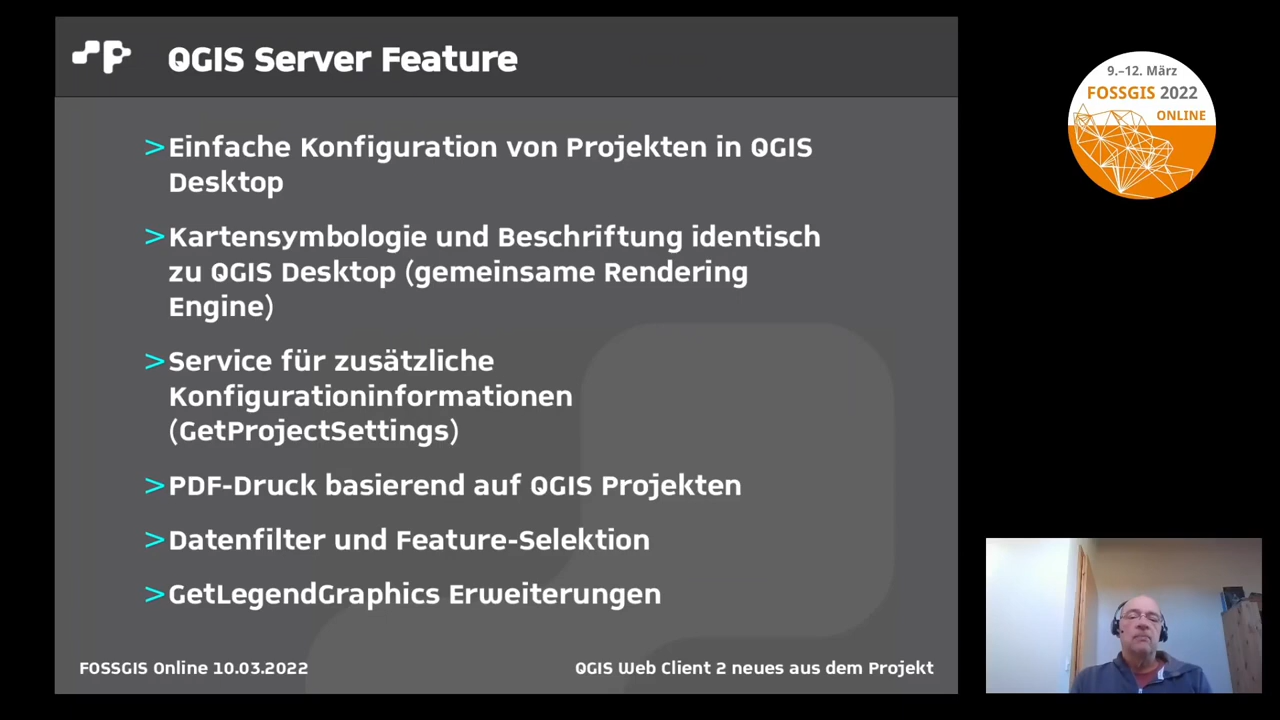 QGIS Server Feature
> Einfache Konfiguration von Projekten in QGIS
Desktop
> Kartensymbologie und Beschriftung identisch
zu QGIS Desktop (gemeinsame Rendering
Engine)
> Service für zusätzliche
Konfigurationinformationen
(GetProjectSettings)
> PDF-Druck basierend auf QGIS Projekten
> Datenfilter und Feature-Selektion
> GetLegendGraphics Erweiterungen
FOSSGIS Online 10.03.2022
QGIS Web Client 2 neues aus dem Projekt
9.–12. März
FOSSGIS 2022
ONLINE